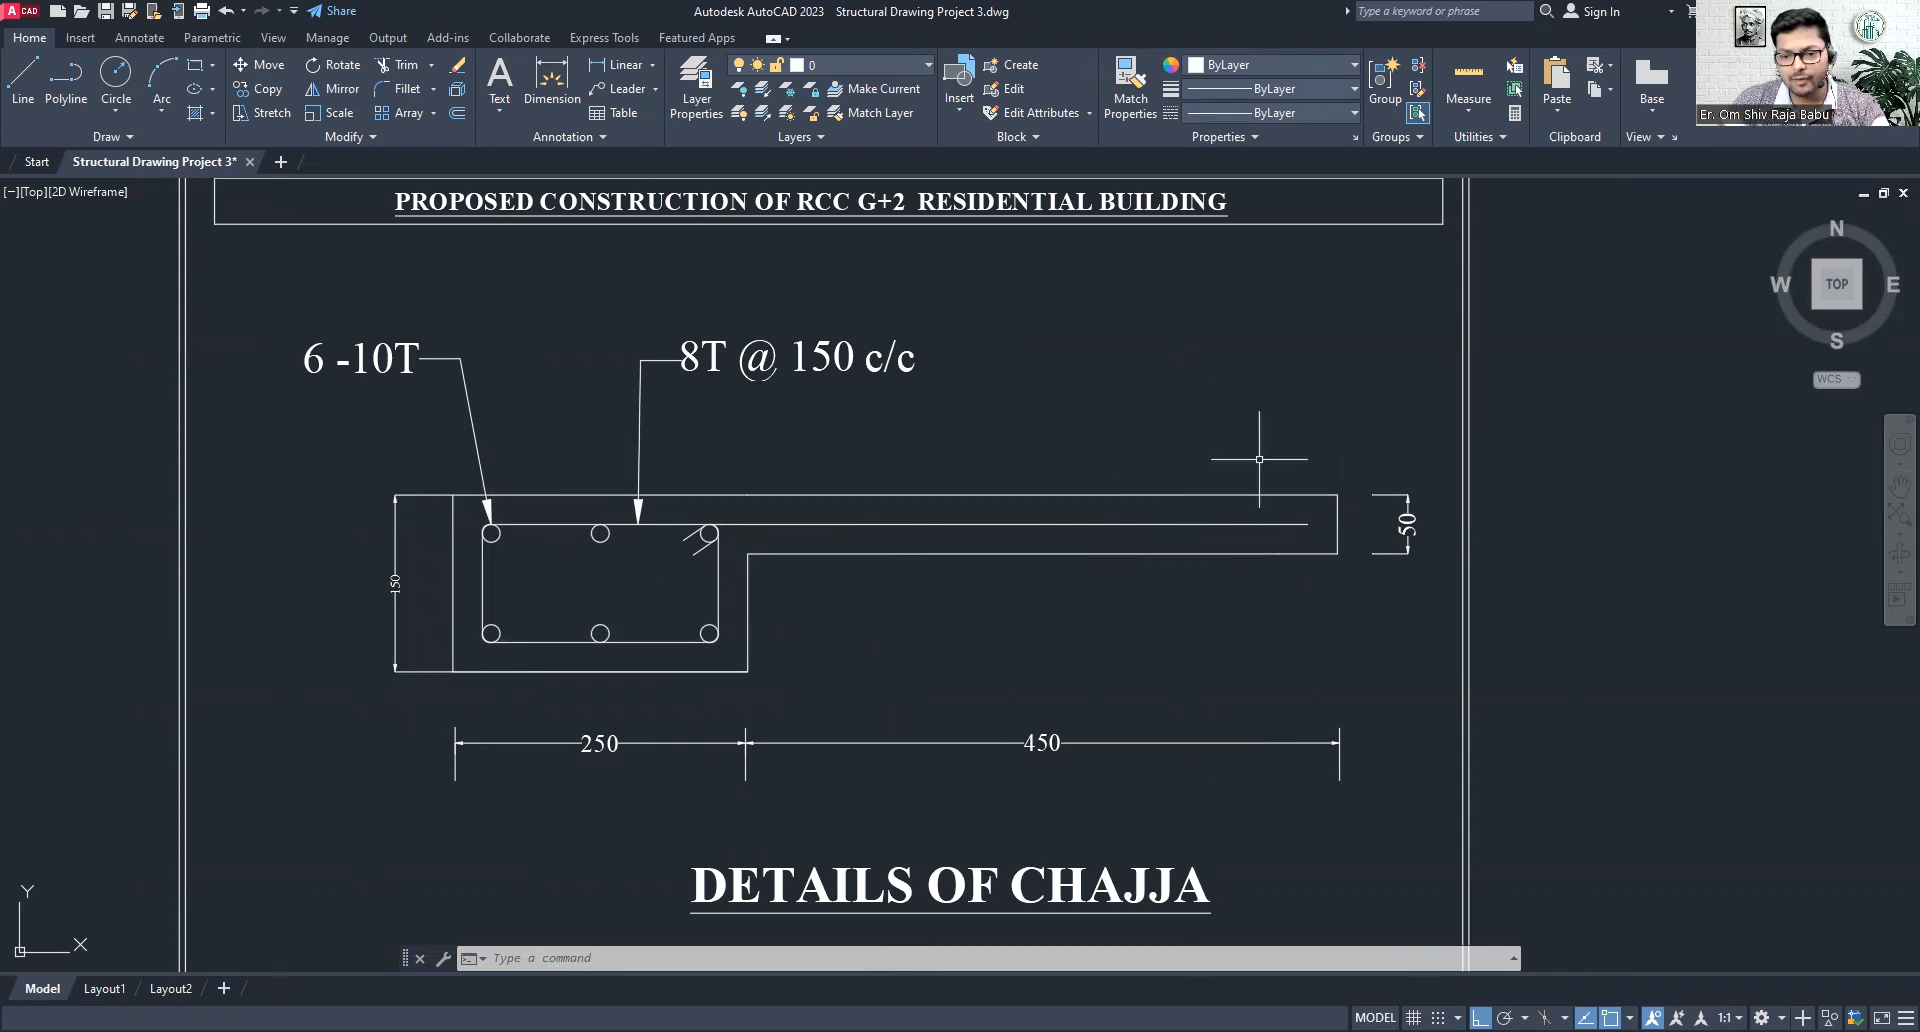 A CAD Share Autodesk AutoCAD 2023 Structural Drawing Project 3.dwg Type a keyword or phrase Sign In
Home Insert Annotate Parametric View Manage Output Add-ins Collaborate Express Tools Featured Apps
Line Polyline Circle Arc
Move Rotate Trim
Copy Mirror Fillet
Stretch Scale Array
Text Dimension
Linear
Leader
Table
Layer Properties
0
Make Current
Match Layer
Insert
Create
Edit
Edit Attributes
Match Properties
ByLayer
ByLayer
ByLayer
Group
Measure
Paste
Base
Draw Modify Annotation Layers Block Properties Groups Utilities Clipboard View
Er. Om Shiv Raja Babu
Start Structural Drawing Project 3*
[−][Top][2D Wireframe]
PROPOSED CONSTRUCTION OF RCC G+2 RESIDENTIAL BUILDING
N
W TOP E
S
WCS
6 -10T 8T @ 150 c/c
50
150
250 450
DETAILS OF CHAJJA
Y
X
Type a command
Model Layout1 Layout2
MODEL 1:1